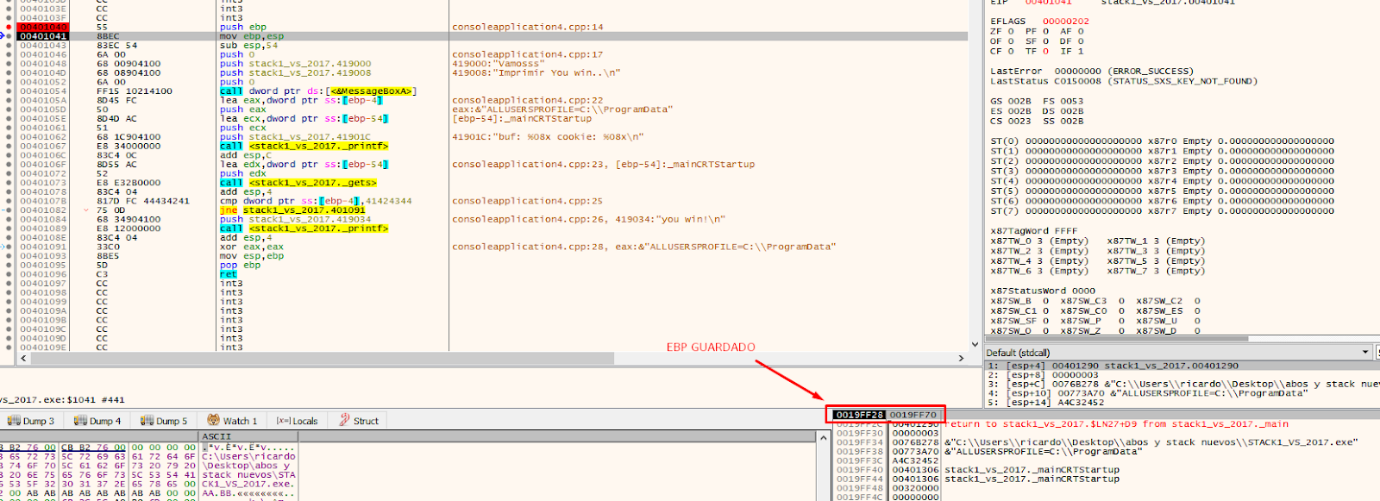 0040103E CC int3
0040103F CC int3
00401040 55 push ebp consoleapplication4.cpp:14
00401041 8BEC mov ebp,esp
00401043 83EC 54 sub esp,54
00401046 6A 00 push 0 consoleapplication4.cpp:17
00401048 68 00904100 push stack1_vs_2017.419000 419000:"Vamosss"
0040104D 68 08904100 push stack1_vs_2017.419008 419008:"Imprimir You win..\n"
00401052 6A 00 push 0
00401054 FF15 10214100 call dword ptr ds:[<&MessageBoxA>]
0040105A 8D45 FC lea eax,dword ptr ss:[ebp-4] consoleapplication4.cpp:22
0040105D 50 push eax eax:&"ALLUSERSPROFILE=C:\\ProgramData"
0040105E 8D4D AC lea ecx,dword ptr ss:[ebp-54] [ebp-54]:_mainCRTStartup
00401061 51 push ecx
00401062 68 1C904100 push stack1_vs_2017.41901C 41901C:"buf: %08x cookie: %08x\n"
00401067 E8 34000000 call <stack1_vs_2017._printf>
0040106C 83C4 0C add esp,C
0040106F 8D55 AC lea edx,dword ptr ss:[ebp-54] consoleapplication4.cpp:23, [ebp-54]:_mainCRTStartup
00401072 52 push edx
00401073 E8 E32B0000 call <stack1_vs_2017._gets>
00401078 83C4 04 add esp,4
0040107B 817D FC 44434241 cmp dword ptr ss:[ebp-4],41424344 consoleapplication4.cpp:25
00401082 75 0D jne stack1_vs_2017.401091
00401084 68 34904100 push stack1_vs_2017.419034 consoleapplication4.cpp:26, 419034:"you win!\n"
00401089 E8 12000000 call <stack1_vs_2017._printf>
0040108E 83C4 04 add esp,4
00401091 33C0 xor eax,eax consoleapplication4.cpp:28, eax:&"ALLUSERSPROFILE=C:\\ProgramData"
00401093 8BE5 mov esp,ebp
00401095 5D pop ebp
00401096 C3 ret
00401097 CC int3
00401098 CC int3
00401099 CC int3
0040109A CC int3
0040109B CC int3
0040109C CC int3
0040109D CC int3
0040109E CC int3
EIP 00401041 stack1_vs_2017.00401041
EFLAGS 00000202
ZF 0 PF 0 AF 0
OF 0 SF 0 DF 0
CF 0 TF 0 IF 1
LastError 00000000 (ERROR_SUCCESS)
LastStatus C0150008 (STATUS_SXS_KEY_NOT_FOUND)
GS 002B FS 0053
ES 002B DS 002B
CS 0023 SS 002B
ST(0) 00000000000000000000 x87r0 Empty 0.000000000000000000
ST(1) 00000000000000000000 x87r1 Empty 0.000000000000000000
ST(2) 00000000000000000000 x87r2 Empty 0.000000000000000000
ST(3) 00000000000000000000 x87r3 Empty 0.000000000000000000
ST(4) 00000000000000000000 x87r4 Empty 0.000000000000000000
ST(5) 00000000000000000000 x87r5 Empty 0.000000000000000000
ST(6) 00000000000000000000 x87r6 Empty 0.000000000000000000
ST(7) 00000000000000000000 x87r7 Empty 0.000000000000000000
x87TagWord FFFF
x87TW_0 3 (Empty) x87TW_1 3 (Empty)
x87TW_2 3 (Empty) x87TW_3 3 (Empty)
x87TW_4 3 (Empty) x87TW_5 3 (Empty)
x87TW_6 3 (Empty) x87TW_7 3 (Empty)
x87StatusWord 0000
x87SW_B 0 x87SW_C3 0 x87SW_C2 0
x87SW_C1 0 x87SW_C0 0 x87SW_ES 0
x87SW_SF 0 x87SW_P 0 x87SW_U 0
x87SW_O 0 x87SW_Z 0 x87SW_D 0
EBP GUARDADO
Default (stdcall)
1: [esp+4] 00401290 stack1_vs_2017.00401290
2: [esp+8] 00000003
3: [esp+C] 0076B278 &"C:\\Users\\ricardo\\Desktop\\abos y stack nuevos
4: [esp+10] 00773A70 &"ALLUSERSPROFILE=C:\\ProgramData"
5: [esp+14] A4C32452
vs_2017.exe:$1041 #441
Dump 3 Dump 4 Dump 5 Watch 1 [x=] Locals Struct
ASCII
C:\Users\ricardo
\Desktop\abos y
stack nuevos\STA
CK1_VS_2017.exe.
0019FF28 0019FF70
0019FF2C 00401290 return to stack1_vs_2017.$LN27+D9 from stack1_vs_2017._main
0019FF30 00000003
0019FF34 0076B278 &"C:\\Users\\ricardo\\Desktop\\abos y stack nuevos\\STACK1_VS_2017.exe"
0019FF38 00773A70 &"ALLUSERSPROFILE=C:\\ProgramData"
0019FF3C A4C32452
0019FF40 00401306 stack1_vs_2017._mainCRTStartup
0019FF44 00401306 stack1_vs_2017._mainCRTStartup
0019FF48 00320000
0019FF4C 00000000